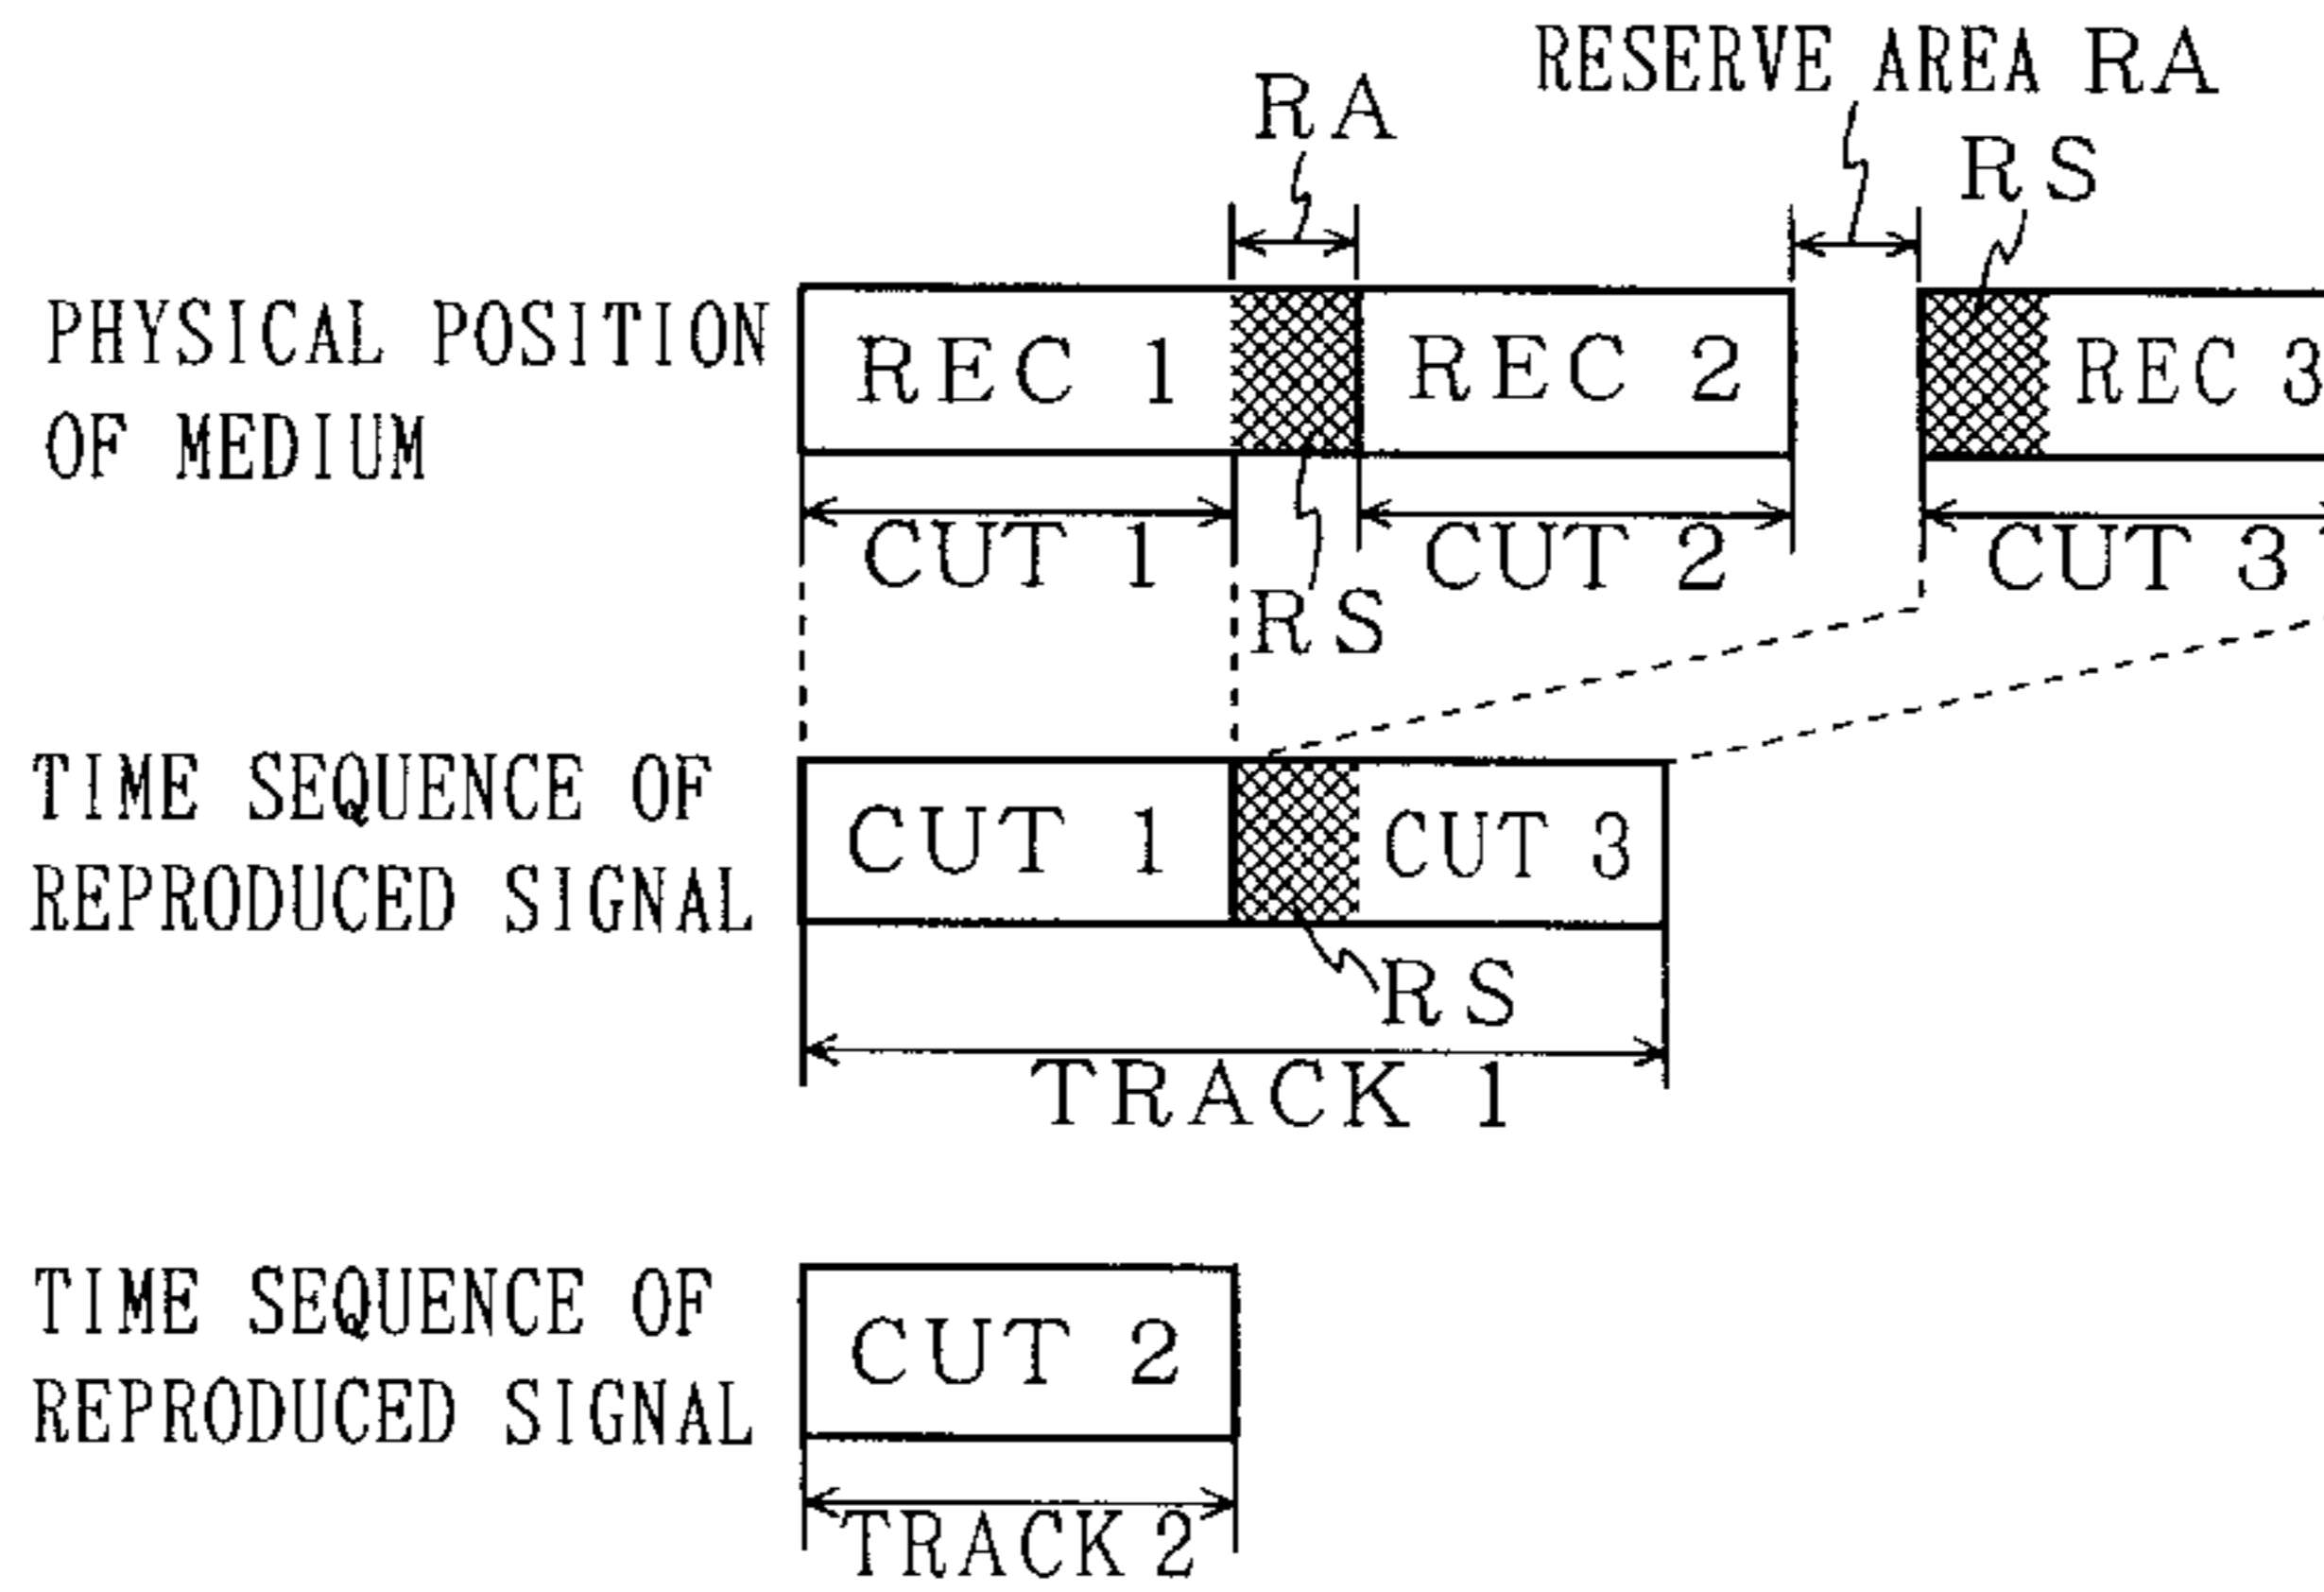 RESERVE AREA RA
RA
RS
PHYSICAL POSITION
OF MEDIUM
REC 1
REC 2
REC 3
CUT 1
CUT 2
CUT 3
RS
TIME SEQUENCE OF
REPRODUCED SIGNAL
CUT 1
CUT 3
RS
TRACK 1
TIME SEQUENCE OF
REPRODUCED SIGNAL
CUT 2
TRACK 2